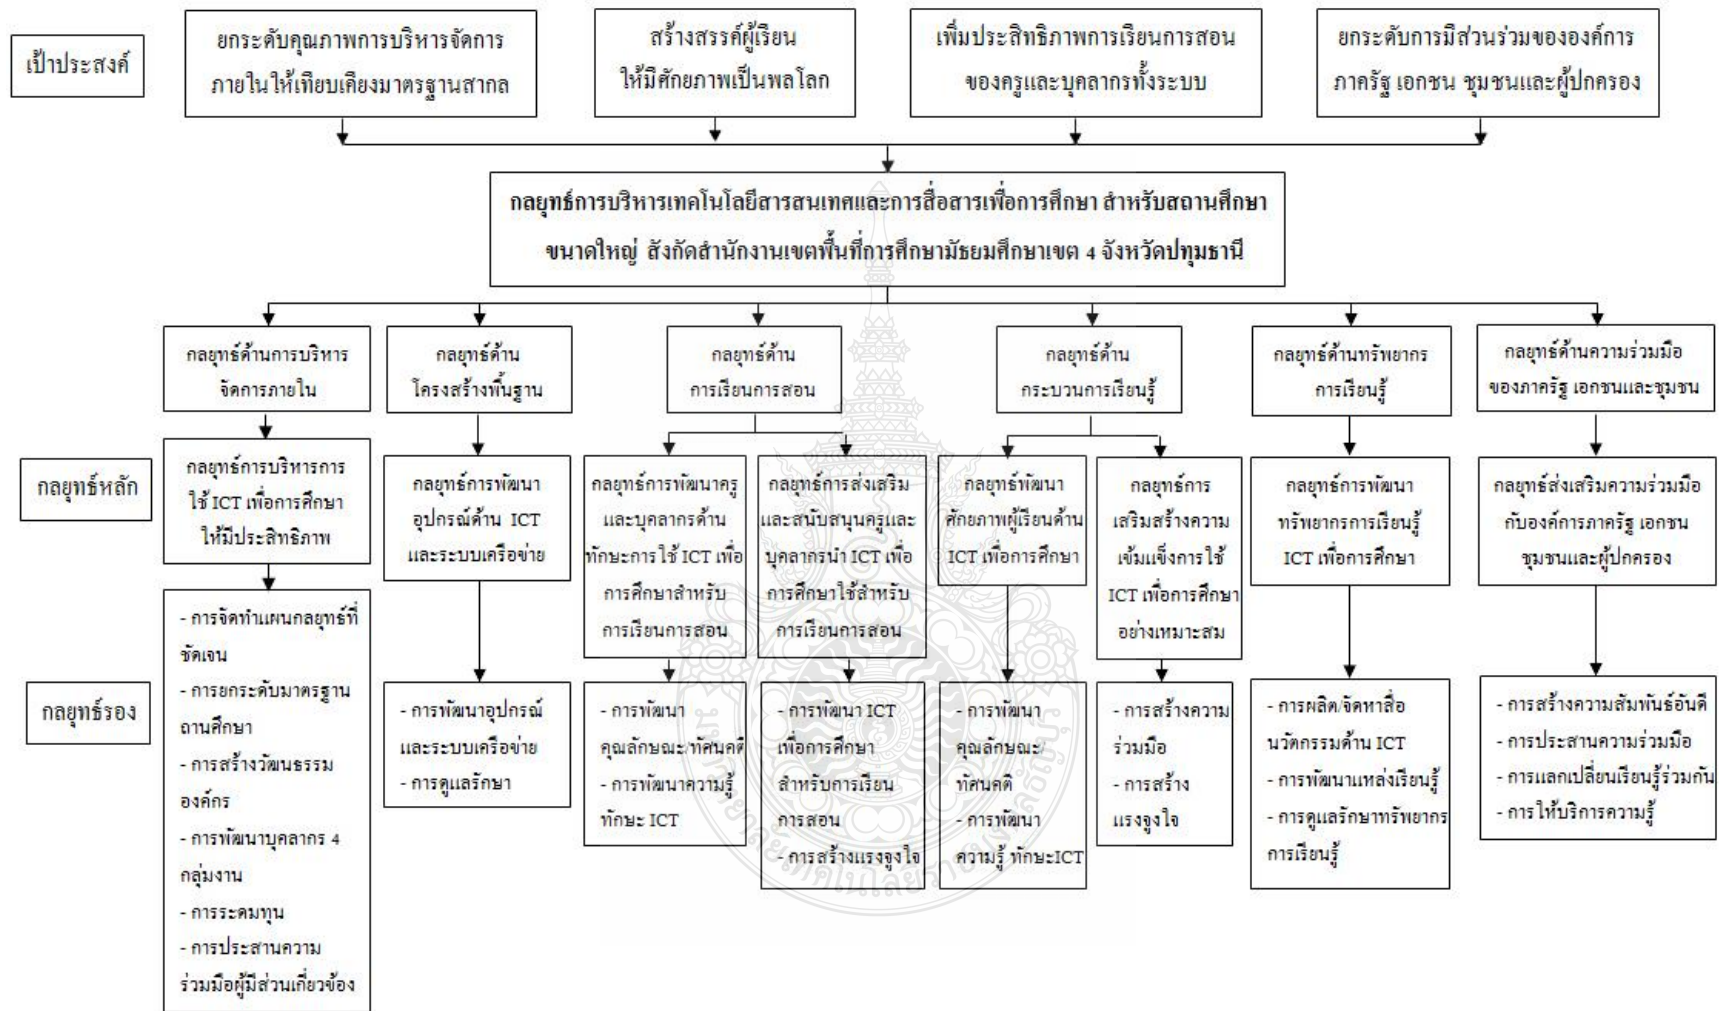 เป้าประสงค์
ยกระดับคุณภาพการบริหารจัดการ
ภายในให้เทียบเคียงมาตรฐานสากล
สร้างสรรค์ผู้เรียน
ให้มีศักยภาพเป็นพลโลก
เพิ่มประสิทธิภาพการเรียนการสอน
ของครูและบุคลากรทั้งระบบ
ยกระดับการมีส่วนร่วมขององค์การ
ภาครัฐ เอกชน ชุมชนและผู้ปกครอง
กลยุทธ์การบริหารเทคโนโลยีสารสนเทศและการสื่อสารเพื่อการศึกษา สำหรับสถานศึกษา
ขนาดใหญ่ สังกัดสำนักงานเขตพื้นที่การศึกษามัธยมศึกษาเขต 4 จังหวัดปทุมธานี
กลยุทธ์ด้านการบริหาร
จัดการภายใน
กลยุทธ์ด้าน
โครงสร้างพื้นฐาน
กลยุทธ์ด้าน
การเรียนการสอน
กลยุทธ์ด้าน
กระบวนการเรียนรู้
กลยุทธ์ด้านทรัพยากร
การเรียนรู้
กลยุทธ์ด้านความร่วมมือ
ของภาครัฐ เอกชนและชุมชน
กลยุทธ์หลัก
กลยุทธ์การบริหารการ
ใช้ ICT เพื่อการศึกษา
ให้มีประสิทธิภาพ
กลยุทธ์การพัฒนา
อุปกรณ์ด้าน ICT
และระบบเครือข่าย
กลยุทธ์การพัฒนาครู
และบุคลากรด้าน
ทักษะการใช้ ICT เพื่อ
การศึกษาสำหรับ
การเรียนการสอน
กลยุทธ์การส่งเสริม
และสนับสนุนครูและ
บุคลากรนำ ICT เพื่อ
การศึกษาใช้สำหรับ
การเรียนการสอน
กลยุทธ์พัฒนา
ศักยภาพผู้เรียนด้าน
ICT เพื่อการศึกษา
กลยุทธ์การ
เสริมสร้างความ
เข้มแข็งการใช้
ICT เพื่อการศึกษา
อย่างเหมาะสม
กลยุทธ์การพัฒนา
ทรัพยากรการเรียนรู้
ICT เพื่อการศึกษา
กลยุทธ์ส่งเสริมความร่วมมือ
กับองค์การภาครัฐ เอกชน
ชุมชนและผู้ปกครอง
กลยุทธ์รอง
- การจัดทำแผนกลยุทธ์ที่
ชัดเจน
- การยกระดับมาตรฐาน
ถานศึกษา
- การสร้างวัฒนธรรม
องค์กร
- การพัฒนาบุคลากร 4
กลุ่มงาน
- การระดมทุน
- การประสานความ
ร่วมมือผู้มีส่วนเกี่ยวข้อง
- การพัฒนาอุปกรณ์
และระบบเครือข่าย
- การดูแลรักษา
- การพัฒนา
คุณลักษณะ/ทัศนคติ
- การพัฒนาความรู้
ทักษะ ICT
- การพัฒนา ICT
เพื่อการศึกษา
สำหรับการเรียน
การสอน
- การสร้างแรงจูงใจ
- การพัฒนา
คุณลักษณะ/
ทัศนคติ
- การพัฒนา
ความรู้ ทักษะICT
- การสร้างความ
ร่วมมือ
- การสร้าง
แรงจูงใจ
- การผลิต/จัดหาสื่อ
นวัตกรรมด้าน ICT
- การพัฒนาแหล่งเรียนรู้
- การดูแลรักษาทรัพยากร
การเรียนรู้
- การสร้างความสัมพันธ์อันดี
- การประสานความร่วมมือ
- การแลกเปลี่ยนเรียนรู้ร่วมกัน
- การให้บริการความรู้